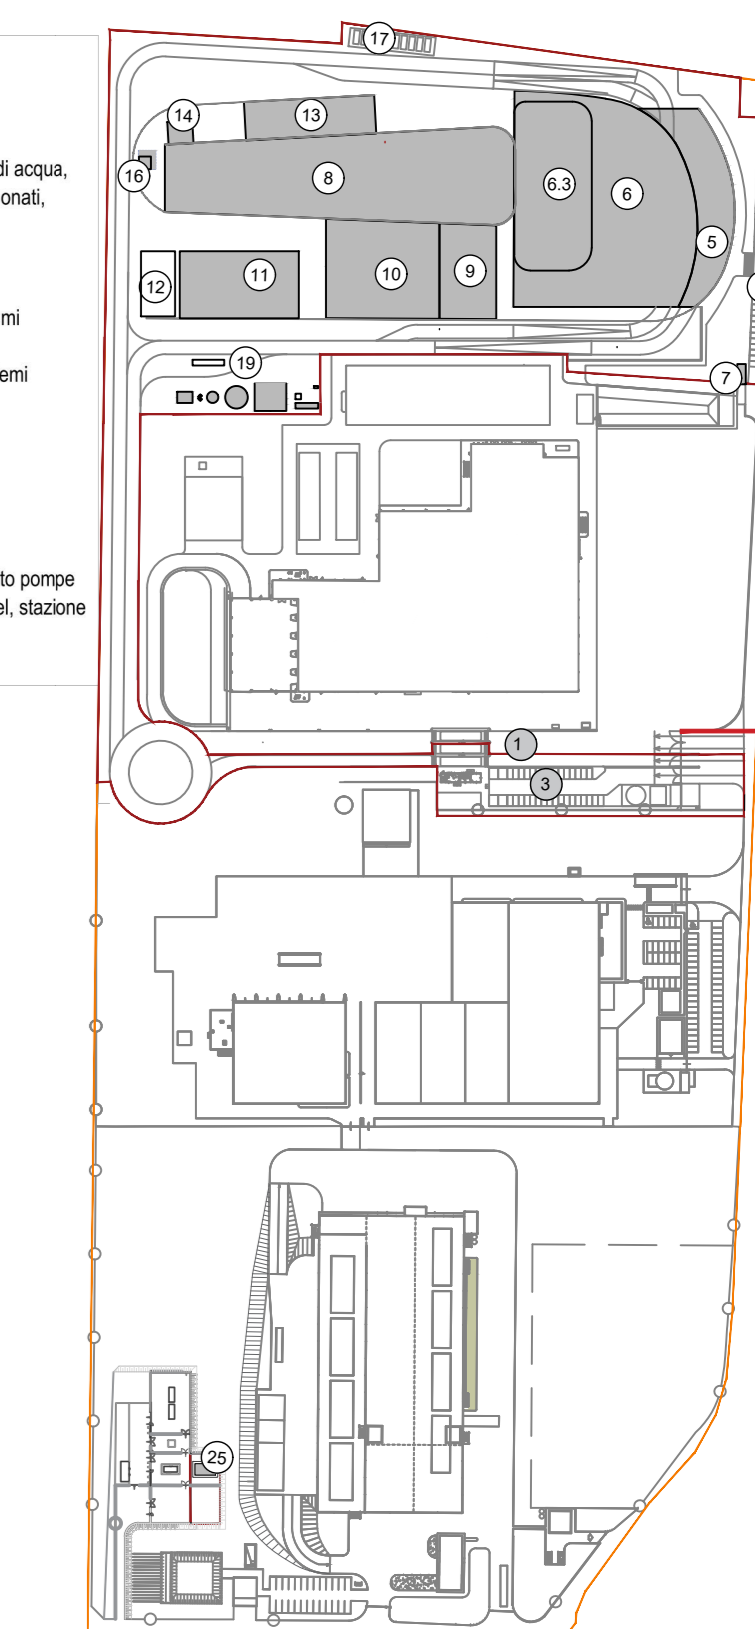 di acqua,
onati,
mi
emi
to pompe
el, stazione
17
14
13
16
8
6.3
6
5
12
11
10
9
19
7
1
3
25